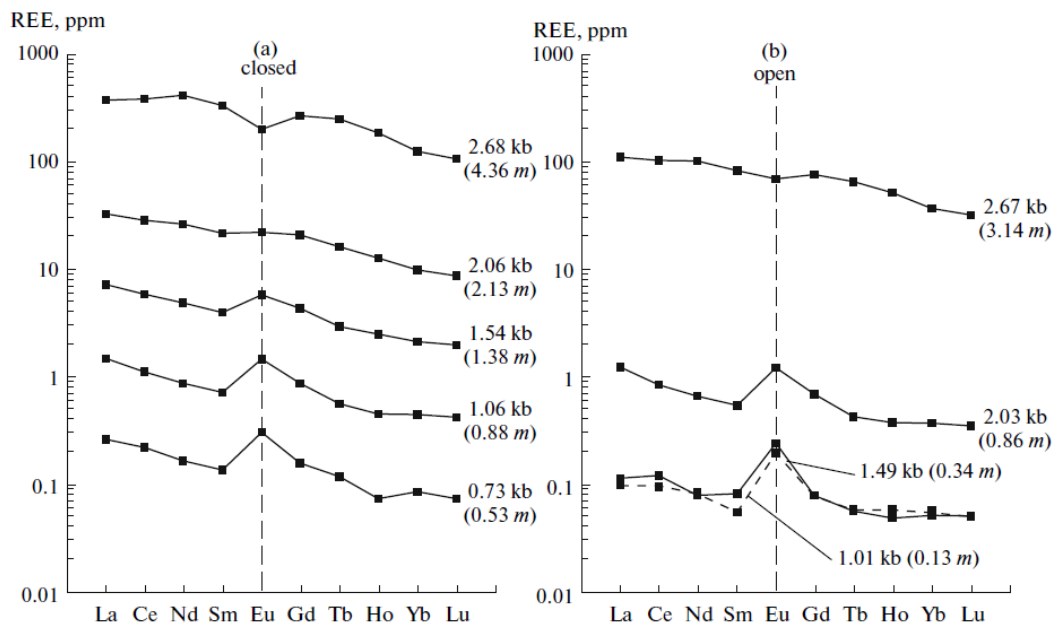 REE, ppm
(a)
closed
1000
100
10
1
0.1
0.01
2.68 kb
(4.36 m)
2.06 kb
(2.13 m)
1.54 kb
(1.38 m)
1.06 kb
(0.88 m)
0.73 kb
(0.53 m)
La Ce Nd Sm Eu Gd Tb Ho Yb Lu
REE, ppm
(b)
open
1000
100
10
1
0.1
0.01
2.67 kb
(3.14 m)
2.03 kb
(0.86 m)
1.49 kb (0.34 m)
1.01 kb (0.13 m)
La Ce Nd Sm Eu Gd Tb Ho Yb Lu